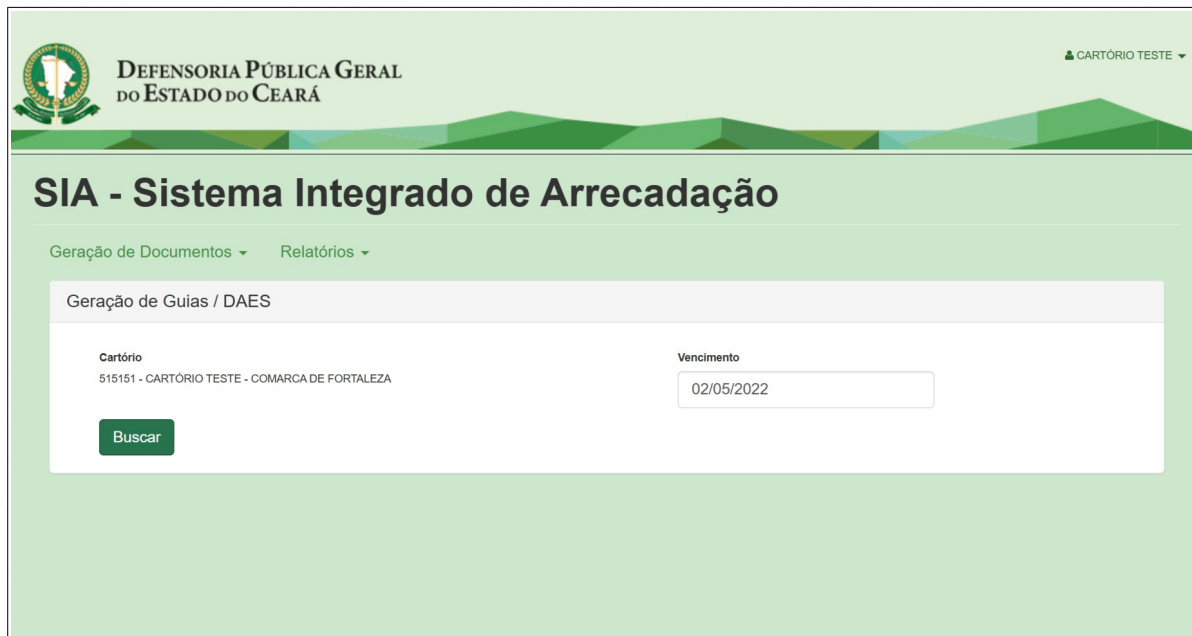 DEFENSORIA PÚBLICA GERAL
DO ESTADO DO CEARÁ
CARTÓRIO TESTE
SIA - Sistema Integrado de Arrecadação
Geração de Documentos Relatórios
Geração de Guias / DAES
Cartório Vencimento
515151 - CARTÓRIO TESTE - COMARCA DE FORTALEZA
02/05/2022
Buscar